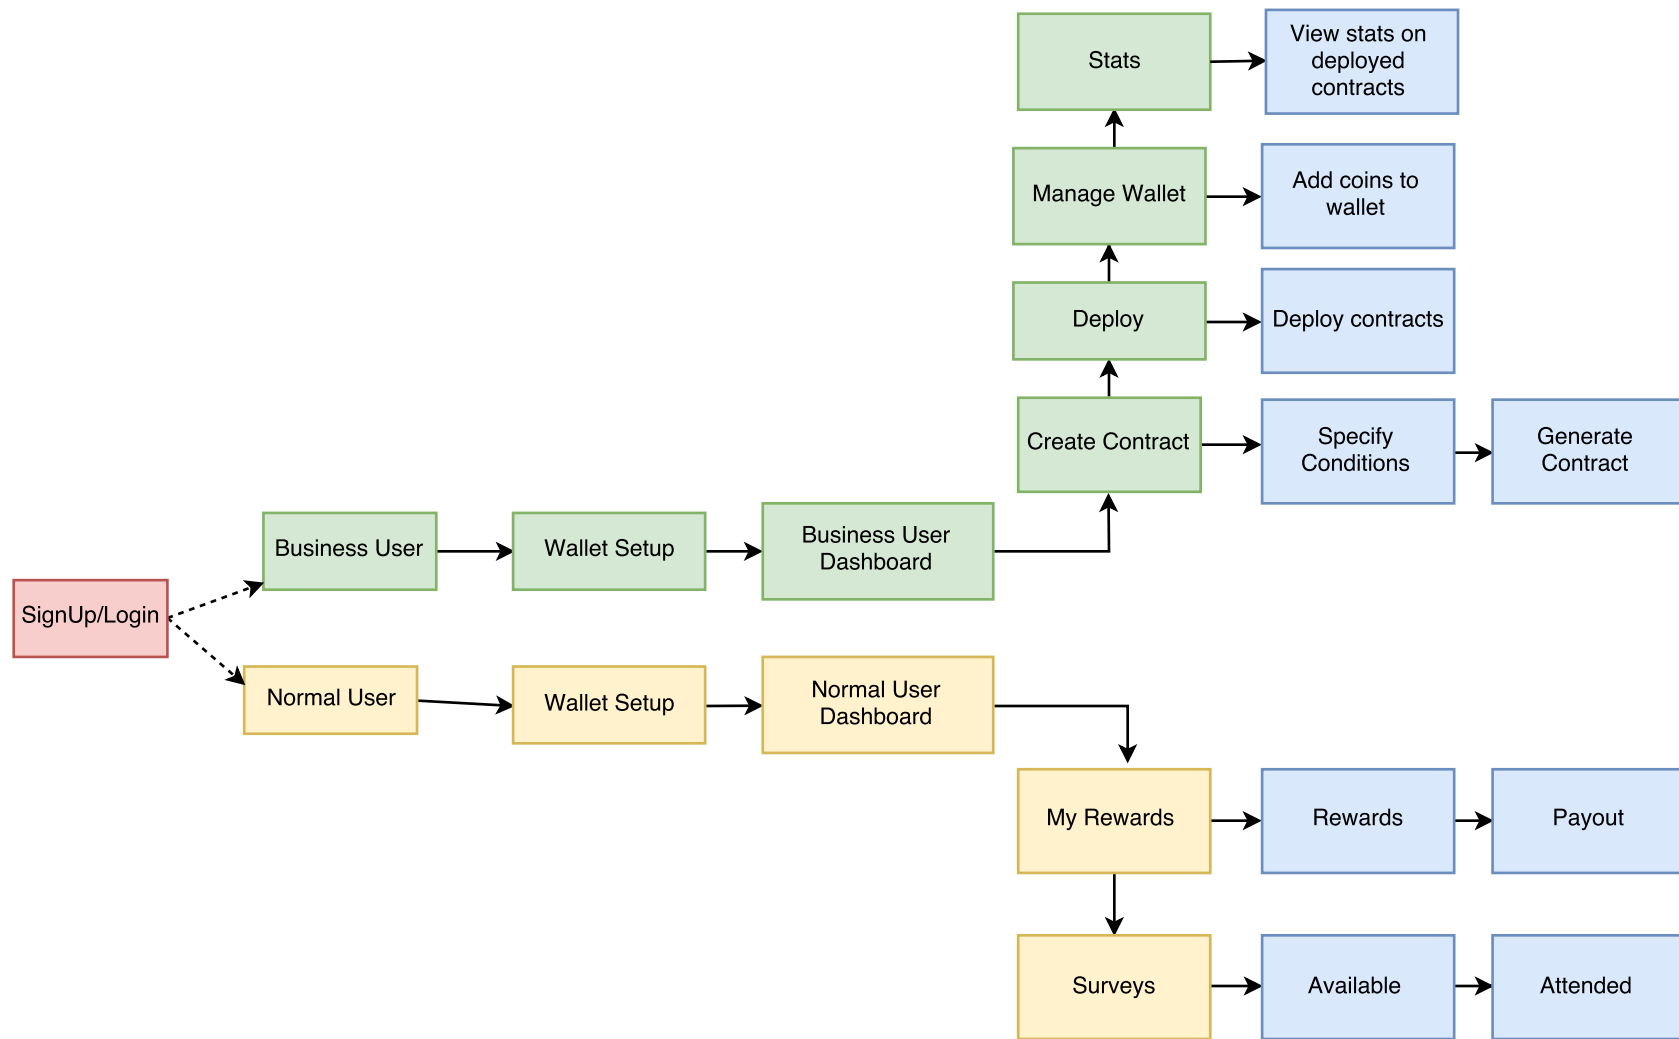 Stats
View stats on
deployed
contracts
Manage Wallet
Add coins to
wallet
Deploy
Deploy contracts
Create Contract
Specify
Conditions
Generate
Contract
Business User
Wallet Setup
Business User
Dashboard
SignUp/Login
Normal User
Wallet Setup
Normal User
Dashboard
My Rewards
Rewards
Payout
Surveys
Available
Attended